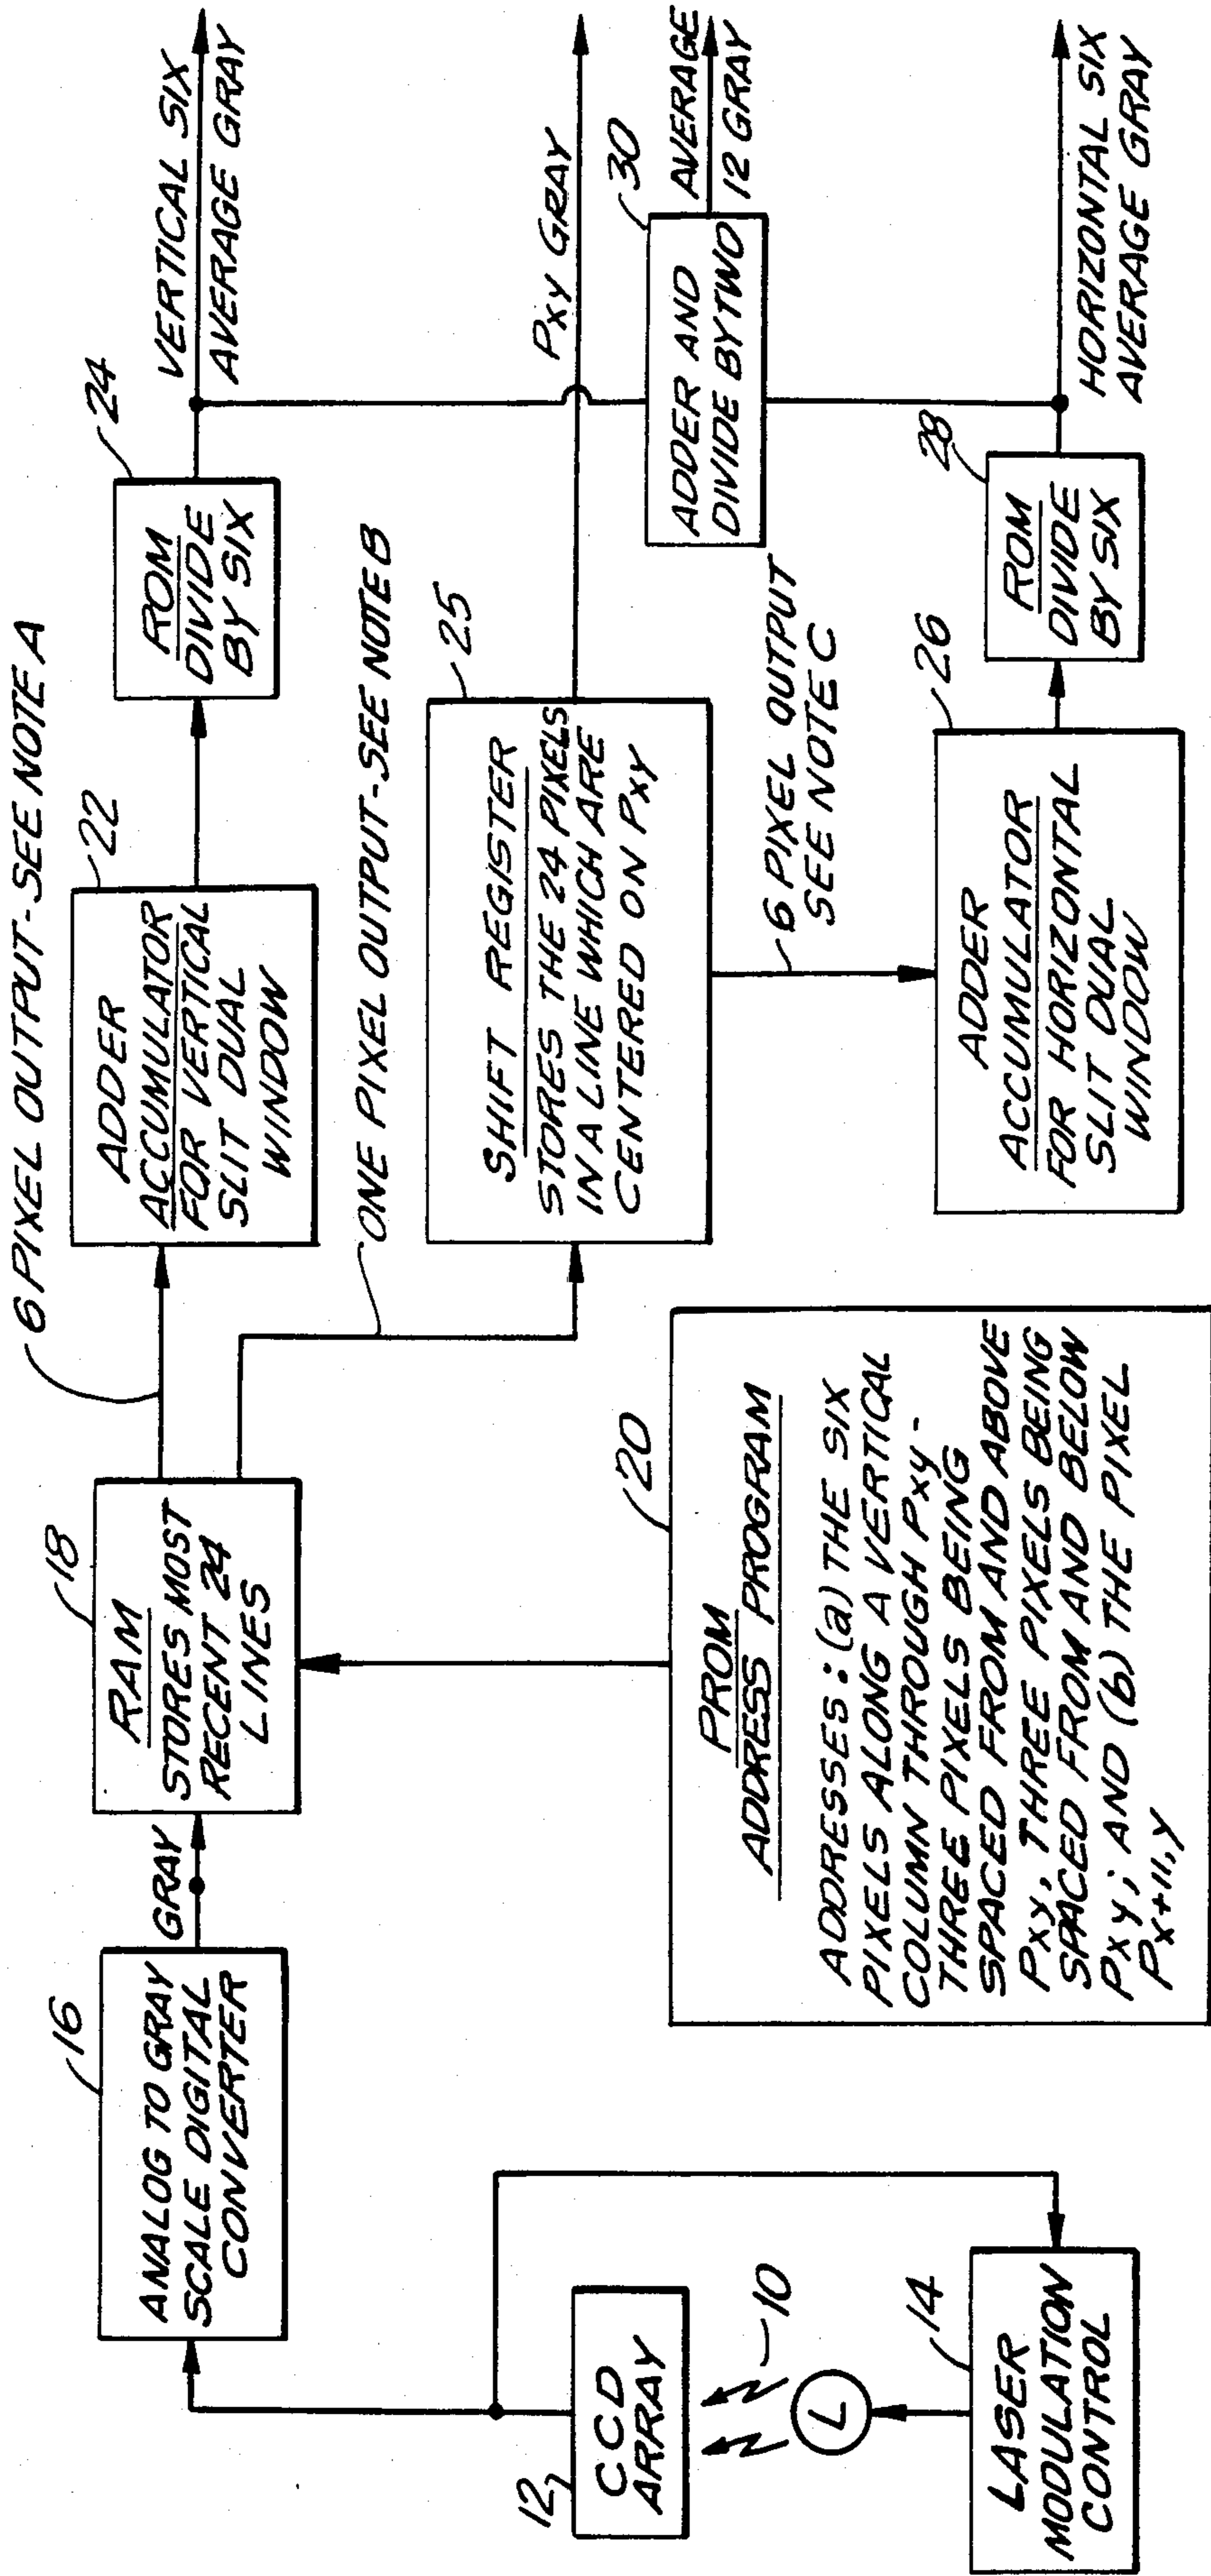 6 PIXEL OUTPUT-SEE NOTE A
16
ANALOG TO GRAY
SCALE DIGITAL
CONVERTER
GRAY
18
RAM
STORES MOST
RECENT 24
LINES
22
ADDER
ACCUMULATOR
FOR VERTICAL
SLIT DUAL
WINDOW
24
ROM
DIVIDE
BY SIX
VERTICAL SIX
AVERAGE GRAY
ONE PIXEL OUTPUT-SEE NOTE B
12
CCD
ARRAY
10
L
14
LASER
MODULATION
CONTROL
20
PROM
ADDRESS PROGRAM
ADDRESSES: (a) THE SIX
PIXELS ALONG A VERTICAL
COLUMN THROUGH Pxy -
THREE PIXELS BEING
SPACED FROM AND ABOVE
Pxy, THREE PIXELS BEING
SPACED FROM AND BELOW
Pxy; AND (b) THE PIXEL
Px+11,y
25
SHIFT REGISTER
STORES THE 24 PIXELS
IN A LINE WHICH ARE
CENTERED ON Pxy
Pxy GRAY
30
ADDER AND
DIVIDE BY TWO
AVERAGE
12 GRAY
6 PIXEL OUTPUT
SEE NOTE C
26
ADDER
ACCUMULATOR
FOR HORIZONTAL
SLIT DUAL
WINDOW
28
ROM
DIVIDE
BY SIX
HORIZONTAL SIX
AVERAGE GRAY